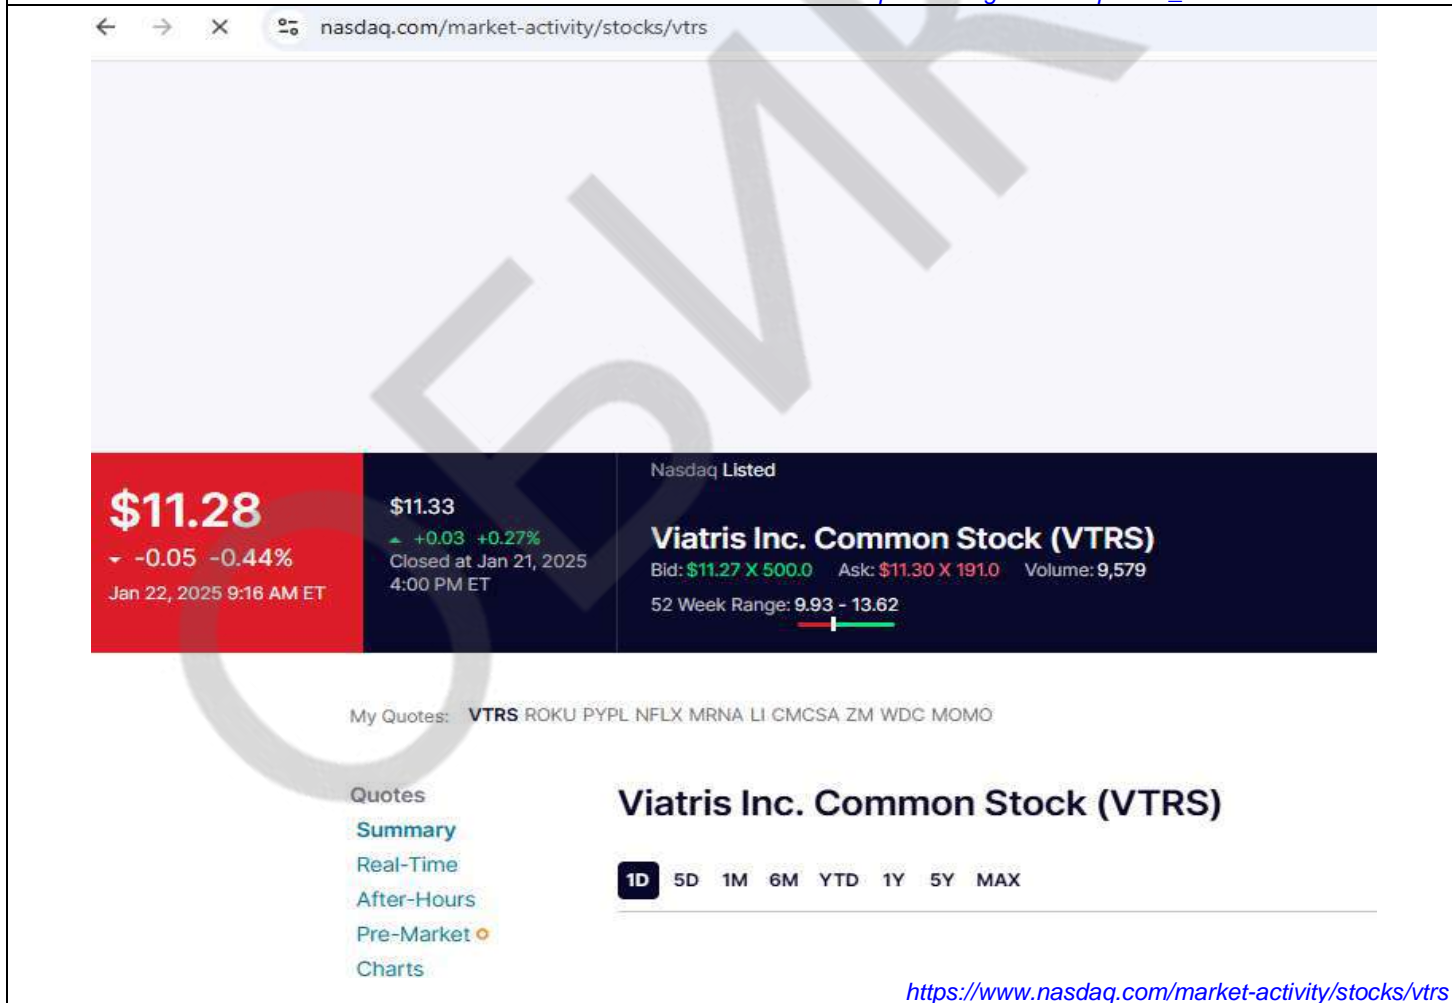 nasdaq.com/market-activity/stocks/vtrs
$11.28
-0.05 -0.44%
Jan 22, 2025 9:16 AM ET
$11.33
+0.03 +0.27%
Closed at Jan 21, 2025
4:00 PM ET
Nasdaq Listed
Viatris Inc. Common Stock (VTRS)
Bid: $11.27 X 500.0 Ask: $11.30 X 191.0 Volume: 9,579
52 Week Range: 9.93 - 13.62
My Quotes: VTRS ROKU PYPL NFLX MRNA LI CMCSA ZM WDC MOMO
Quotes
Summary
Real-Time
After-Hours
Pre-Market
Charts
Viatris Inc. Common Stock (VTRS)
1D 5D 1M 6M YTD 1Y 5Y MAX
https://www.nasdaq.com/market-activity/stocks/vtrs
ОБИК